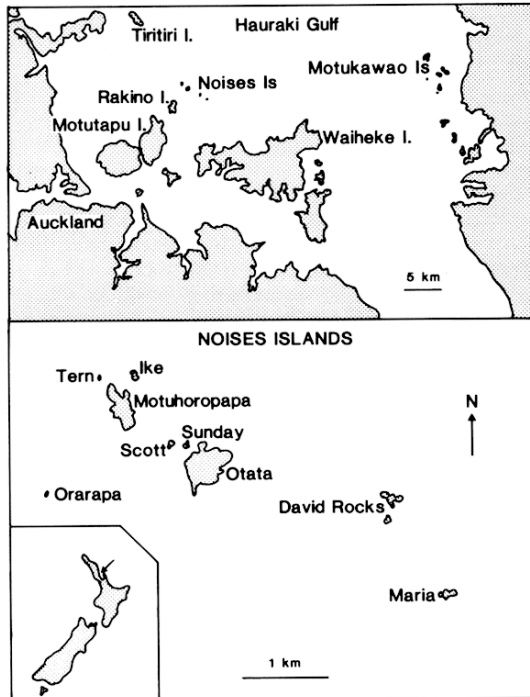 Tiritiri I.
Hauraki Gulf
Motukawao Is
Noises Is
Rakino I.
Motutapu I.
Waiheke I.
Auckland
5 km
NOISES ISLANDS
Tern
Ike
Motuhoropapa
N
Sunday
Scott
Otata
Orarapa
David Rocks
Maria
1 km